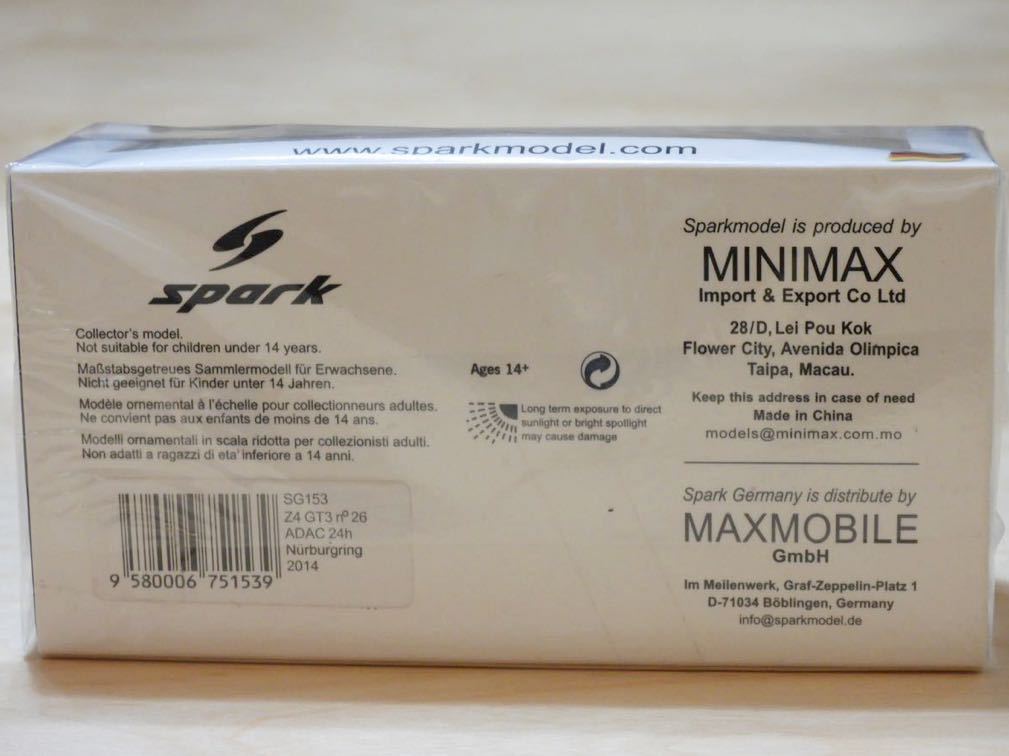 www.sparkmodel.com
spark
Collector's model.
Not suitable for children under 14 years.
Maßstabsgetreues Sammlermodell für Erwachsene.
Nicht geeignet für Kinder unter 14 Jahren.
Modèle ornemental à l'échelle pour collectionneurs adultes.
Ne convient pas aux enfants de moins de 14 ans.
Modelli ornamentali in scala ridotta per collezionisti adulti.
Non adatti a ragazzi di eta' inferiore a 14 anni.
Ages 14+
Long term exposure to direct
sunlight or bright spotlight
may cause damage
SG153
Z4 GT3 nº 26
ADAC 24h
Nürburgring
2014
9 580006 751539
Sparkmodel is produced by
MINIMAX
Import & Export Co Ltd
28/D, Lei Pou Kok
Flower City, Avenida Olimpica
Taipa, Macau.
Keep this address in case of need
Made in China
models@minimax.com.mo
Spark Germany is distribute by
MAXMOBILE
GmbH
Im Meilenwerk, Graf-Zeppelin-Platz 1
D-71034 Böblingen, Germany
info@sparkmodel.de